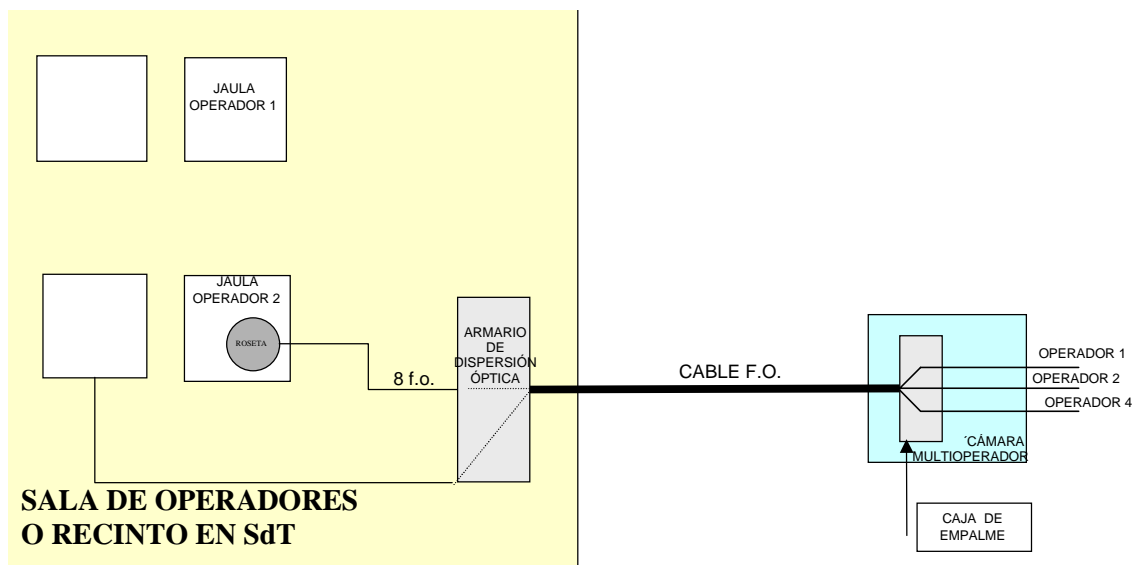 JAULA
OPERADOR 1
JAULA
OPERADOR 2
ROSETA
8 f.o.
ARMARIO
DE
DISPERSIÓN
ÓPTICA
CABLE F.O.
OPERADOR 1
OPERADOR 2
OPERADOR 4
´CÁMARA
MULTIOPERADOR
CAJA DE
EMPALME
SALA DE OPERADORES
O RECINTO EN SdT